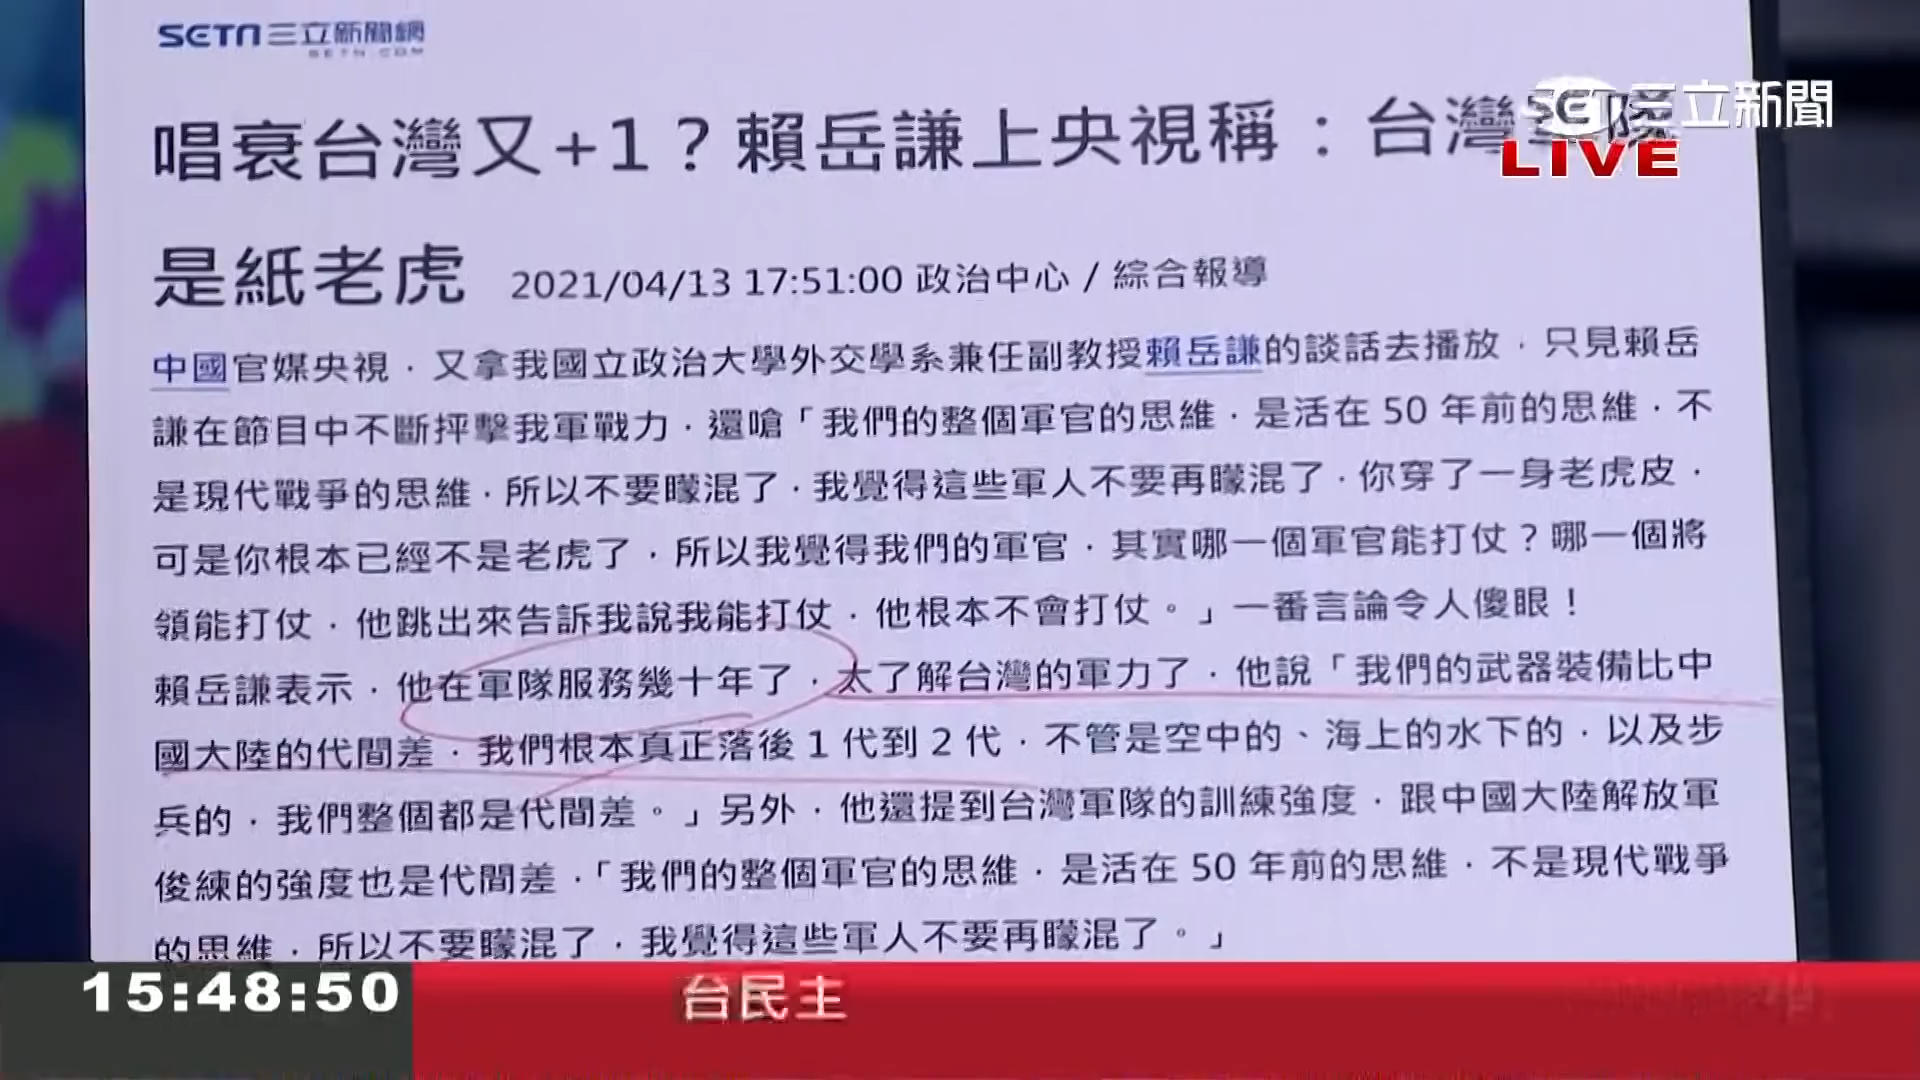 SETN三立新聞網
SETN.COM
三立新聞
LIVE
唱衰台灣又+1？賴岳謙上央視稱：台灣軍隊
是紙老虎 2021/04/13 17:51:00 政治中心 / 綜合報導
中國官媒央視，又拿我國立政治大學外交學系兼任副教授賴岳謙的談話去播放，只見賴岳
謙在節目中不斷抨擊我軍戰力，還嗆「我們的整個軍官的思維，是活在 50 年前的思維，不
是現代戰爭的思維，所以不要矇混了，我覺得這些軍人不要再矇混了，你穿了一身老虎皮，
可是你根本已經不是老虎了，所以我覺得我們的軍官，其實哪一個軍官能打仗？哪一個將
領能打仗，他跳出來告訴我說我能打仗，他根本不會打仗。」一番言論令人傻眼！
賴岳謙表示，他在軍隊服務幾十年了，太了解台灣的軍力了，他說「我們的武器裝備比中
國大陸的代間差，我們根本真正落後 1 代到 2 代，不管是空中的、海上的水下的，以及步
兵的，我們整個都是代間差。」另外，他還提到台灣軍隊的訓練強度，跟中國大陸解放軍
俊練的強度也是代間差，「我們的整個軍官的思維，是活在 50 年前的思維，不是現代戰爭
的思維，所以不要矇混了，我覺得這些軍人不要再矇混了。」
15:48:50
台民主